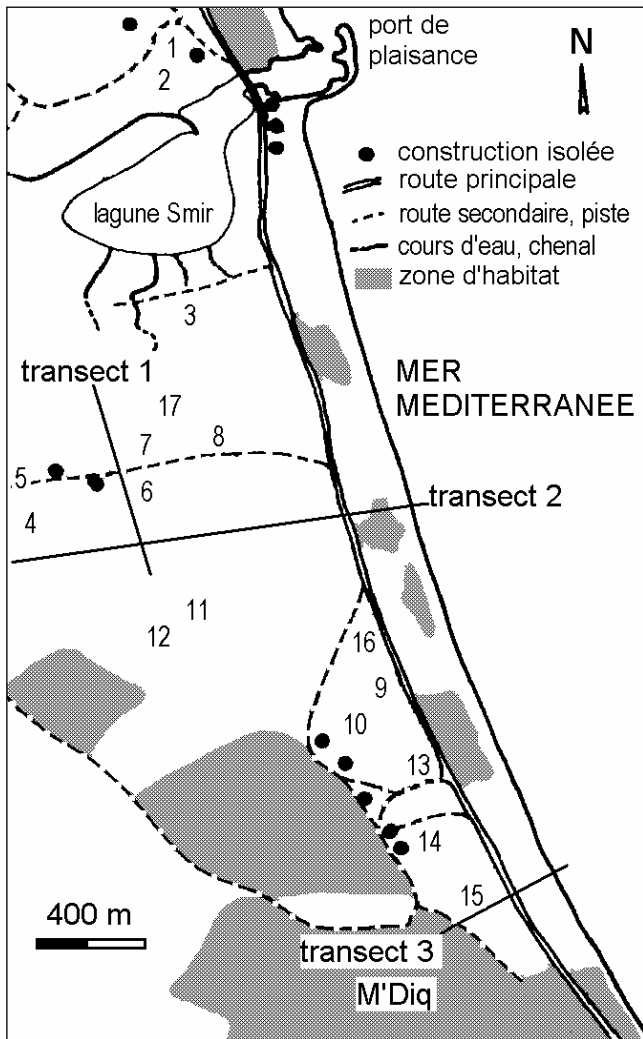 port de
plaisance
N
1
2
construction isolée
route principale
lagune Smir
route secondaire, piste
cours d'eau, chenal
zone d'habitat
3
transect 1
MER
MEDITERRANEE
17
7
8
5
6
transect 2
4
11
12
16
9
10
13
14
15
400 m
transect 3
M'Diq